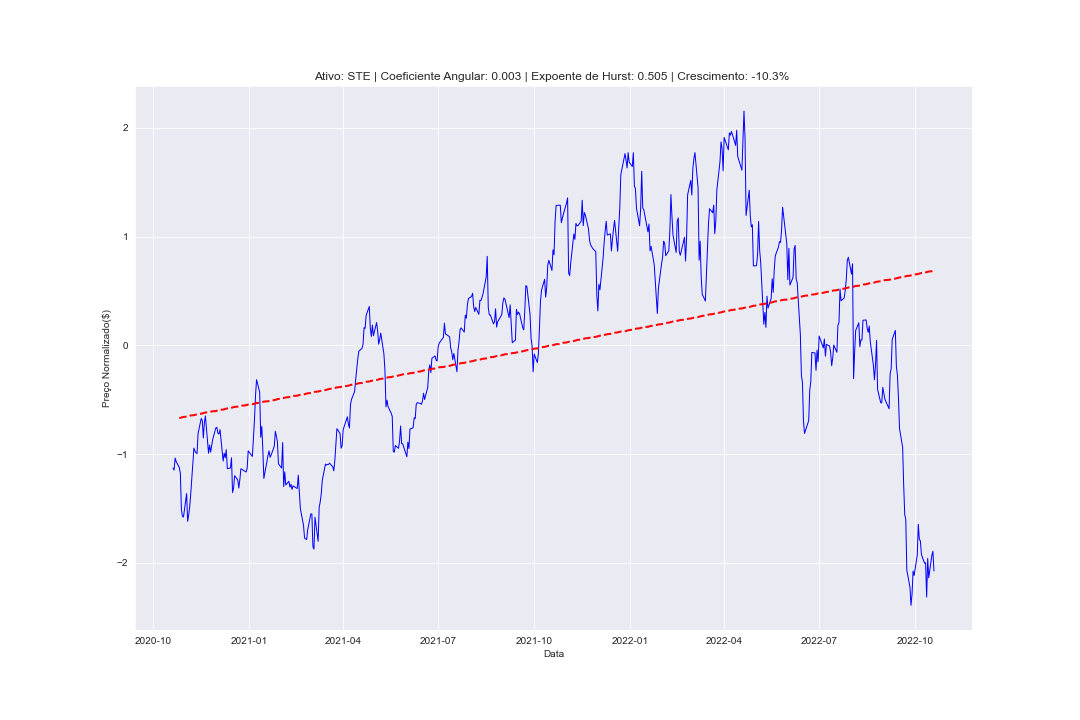 Ativo: STE | Coeficiente Angular: 0.003 | Expoente de Hurst: 0.505 | Crescimento: -10.3%
Preço Normalizado($)
2
1
0
−1
−2
2020-10 2021-01 2021-04 2021-07 2021-10 2022-01 2022-04 2022-07 2022-10
Data